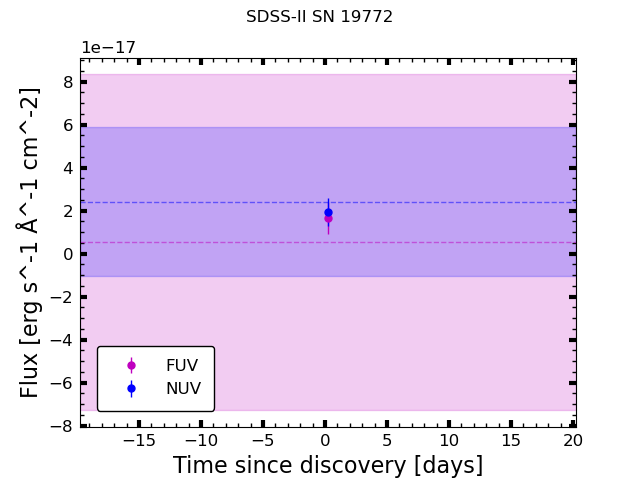 SDSS-II SN 19772
1e−17
8
6
4
2
0
−2
−4
−6
−8
Flux [erg s^-1 Å^-1 cm^-2]
FUV
NUV
−15 −10 −5 0 5 10 15 20
Time since discovery [days]